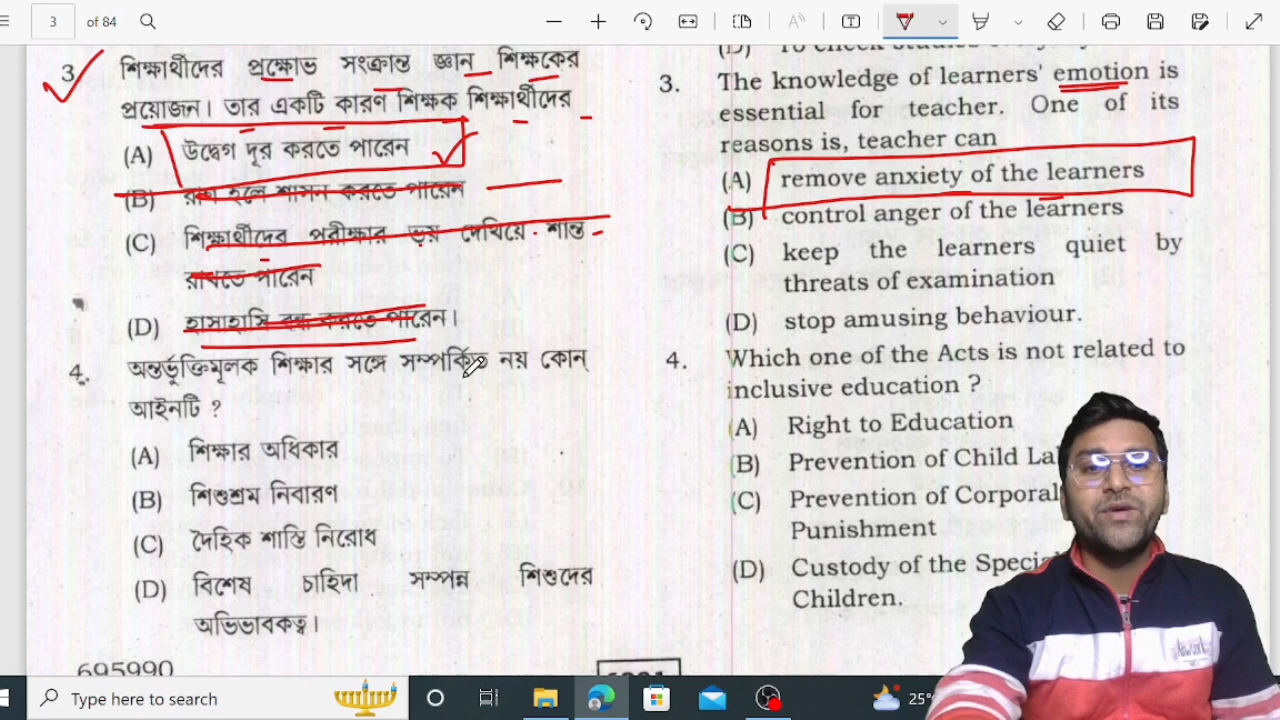 3
of 84
3
শিক্ষার্থীদের প্রক্ষোভ সংক্রান্ত জ্ঞান শিক্ষকের
প্রয়োজন। তার একটি কারণ শিক্ষক শিক্ষার্থীদের
(A) উদ্বেগ দূর করতে পারেন
(B) রাগ হলে শাসন করতে পারেন
(C) শিক্ষার্থীদের পরীক্ষার ভয় দেখিয়ে শান্ত
রাখতে পারেন
(D) হাসাহাসি বন্ধ করতে পারেন।
4. অন্তর্ভুক্তিমূলক শিক্ষার সঙ্গে সম্পর্কিত নয় কোন্
আইনটি ?
(A) শিক্ষার অধিকার
(B) শিশুশ্রম নিবারণ
(C) দৈহিক শাস্তি নিরোধ
(D) বিশেষ চাহিদা সম্পন্ন শিশুদের
অভিভাবকত্ব।
695990
(D) To check
3. The knowledge of learners' emotion is
essential for teacher. One of its
reasons is, teacher can
(A) remove anxiety of the learners
(B) control anger of the learners
(C) keep the learners quiet by
threats of examination
(D) stop amusing behaviour.
4. Which one of the Acts is not related to
inclusive education ?
(A) Right to Education
(B) Prevention of Child
(C) Prevention of Corporal
Punishment
(D) Custody of the
Children.
Type here to search
25°